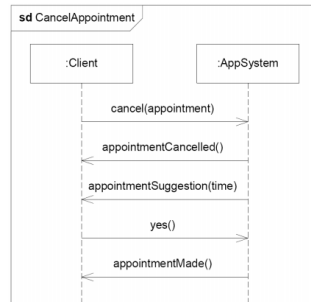 sd CancelAppointment
:Client
:AppSystem
cancel(appointment)
appointmentCancelled()
appointmentSuggestion(time)
yes()
appointmentMade()